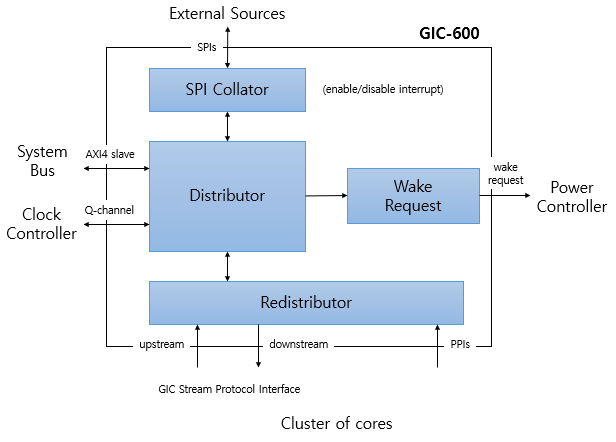 External Sources
GIC-600
SPIs
SPI Collator
(enable/disable interrupt)
System
Bus
AXI4 slave
Distributor
Wake
Request
wake
request
Power
Controller
Clock
Controller
Q-channel
Redistributor
upstream
downstream
PPIs
GIC Stream Protocol Interface
Cluster of cores